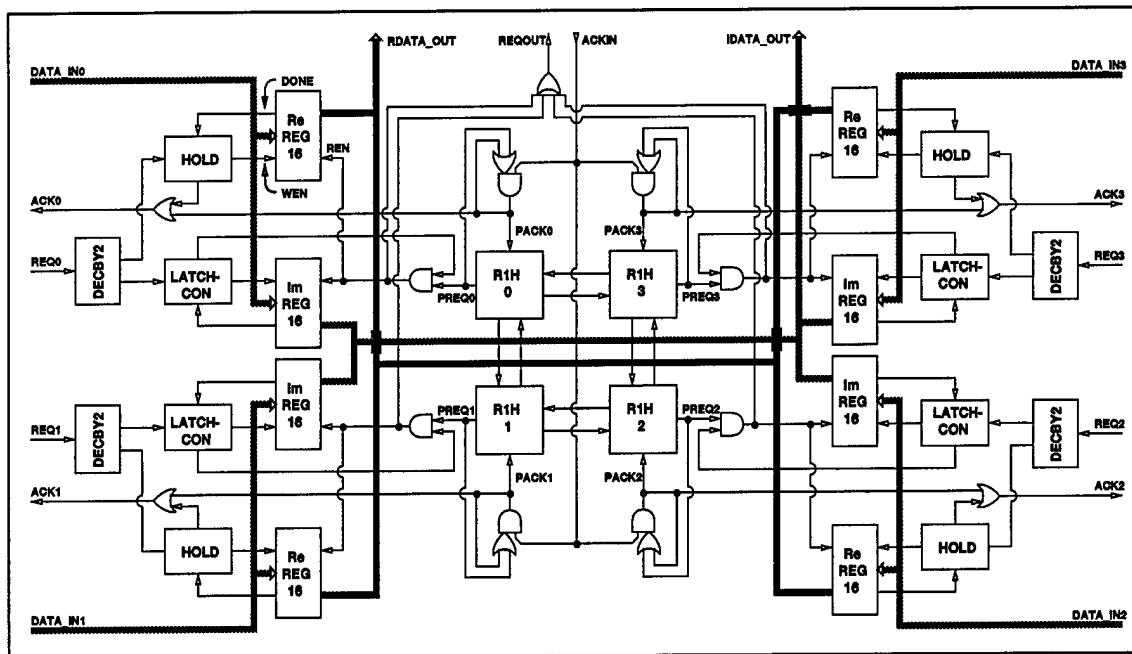 RDATA_OUT
REQOUT
ACKIN
IDATA_OUT
DATA_IN0
DONE
DATA_IN3
Re
REG
16
Re
REG
16
HOLD
REN
HOLD
WEN
ACK0
ACK3
PACK0
PACK3
REQ0
DECBY2
LATCH-
CON
Im
REG
16
R1H
0
R1H
3
PREQ0
PREQ3
Im
REG
16
LATCH-
CON
DECBY2
REQ3
REQ1
DECBY2
LATCH-
CON
Im
REG
16
PREQ1
R1H
1
R1H
2
PREQ2
Im
REG
16
LATCH-
CON
DECBY2
REQ2
PACK1
PACK2
ACK1
ACK2
HOLD
Re
REG
16
Re
REG
16
HOLD
DATA_IN1
DATA_IN2